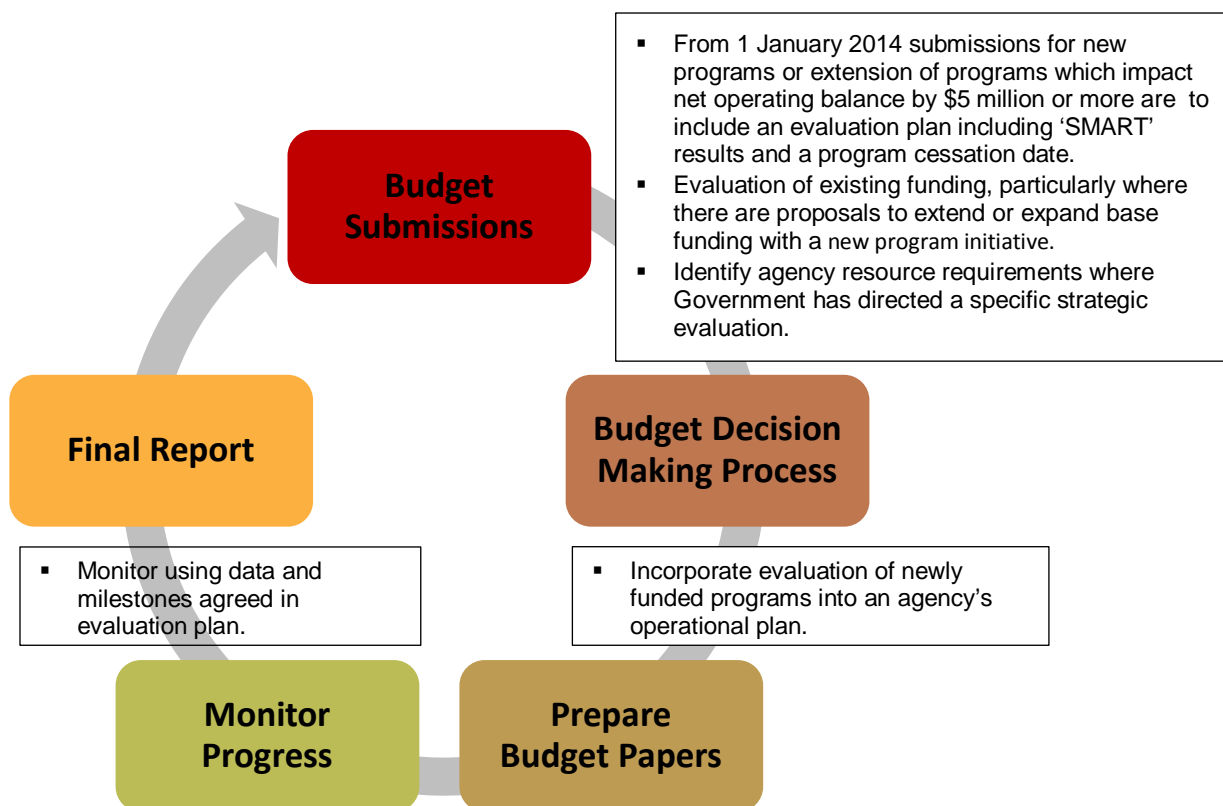 ▪ From 1 January 2014 submissions for new
programs or extension of programs which impact
net operating balance by $5 million or more are to
include an evaluation plan including ‘SMART’
results and a program cessation date.
▪ Evaluation of existing funding, particularly where
there are proposals to extend or expand base
funding with a new program initiative.
▪ Identify agency resource requirements where
Government has directed a specific strategic
evaluation.
Budget
Submissions
Budget Decision
Making Process
▪ Incorporate evaluation of newly
funded programs into an agency’s
operational plan.
Prepare
Budget Papers
Monitor
Progress
▪ Monitor using data and
milestones agreed in
evaluation plan.
Final Report